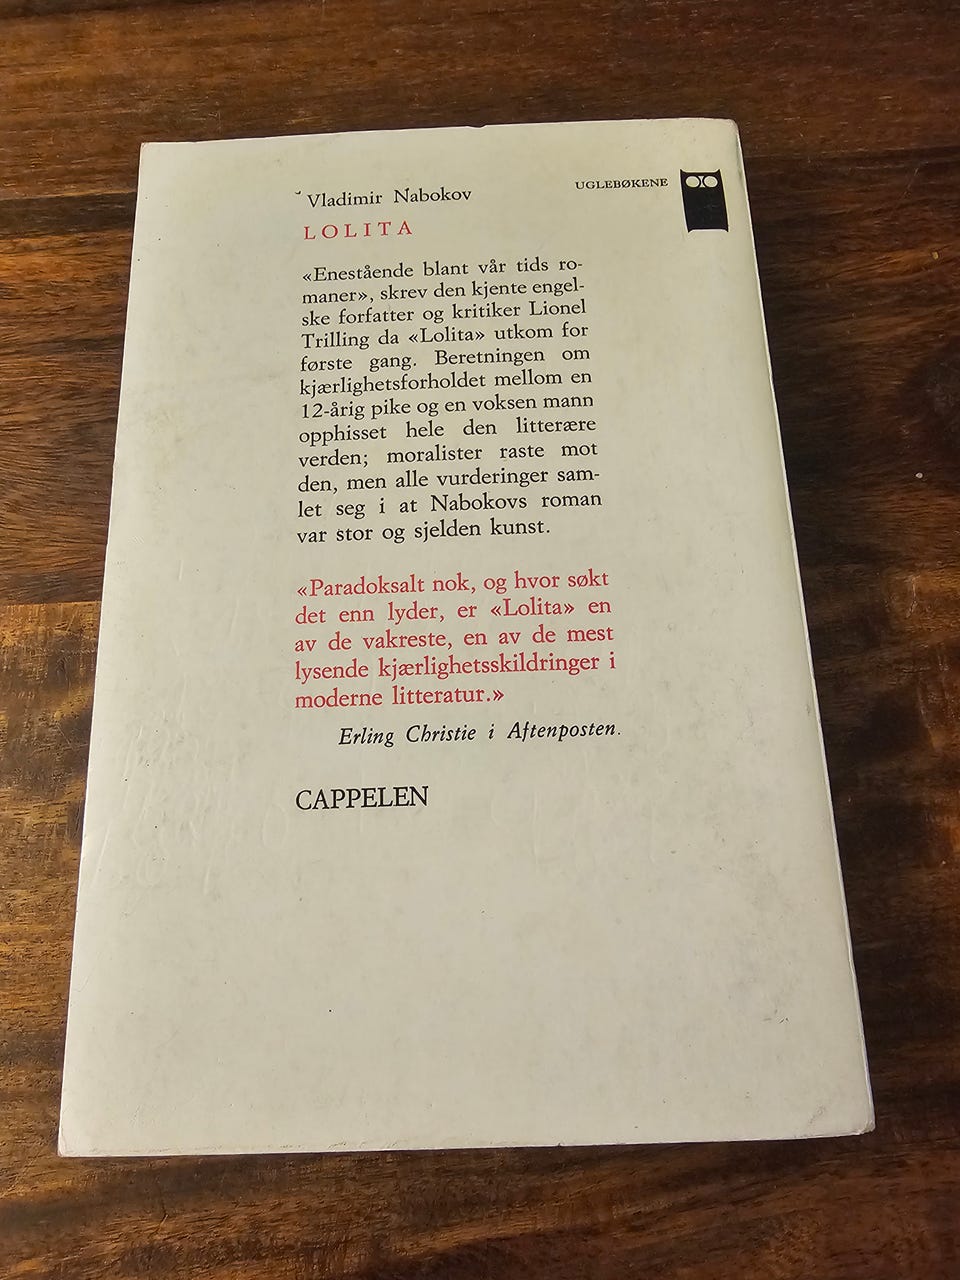 Vladimir Nabokov
UGLEBØKENE
LOLITA
«Enestående blant vår tids ro-
maner», skrev den kjente engel-
ske forfatter og kritiker Lionel
Trilling da «Lolita» utkom for
første gang. Beretningen om
kjærlighetsforholdet mellom en
12-årig pike og en voksen mann
opphisset hele den litterære
verden; moralister raste mot
den, men alle vurderinger sam-
let seg i at Nabokovs roman
var stor og sjelden kunst.
«Paradoksalt nok, og hvor søkt
det enn lyder, er «Lolita» en
av de vakreste, en av de mest
lysende kjærlighetsskildringer i
moderne litteratur.»
Erling Christie i Aftenposten.
CAPPELEN